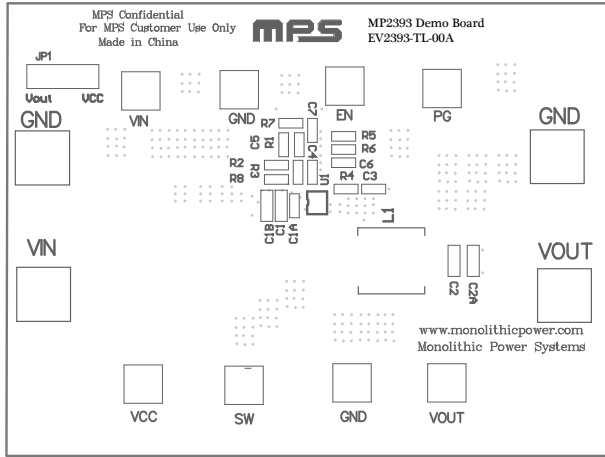 MPS Confidential
For MPS Customer Use Only
Made in China
mps
MP2393 Demo Board
EV2393-TL-00A
JP1
Vout VCC
VIN
GND
EN
PG
GND
GND
R7
C7
C5
R1
C4
R5
R6
C6
R2
R3
R8
U1
R4 C3
C1B
C1
C1A
L1
VIN
VOUT
C2
C2A
www.monolithicpower.com
Monolithic Power Systems
VCC
SW
GND
VOUT